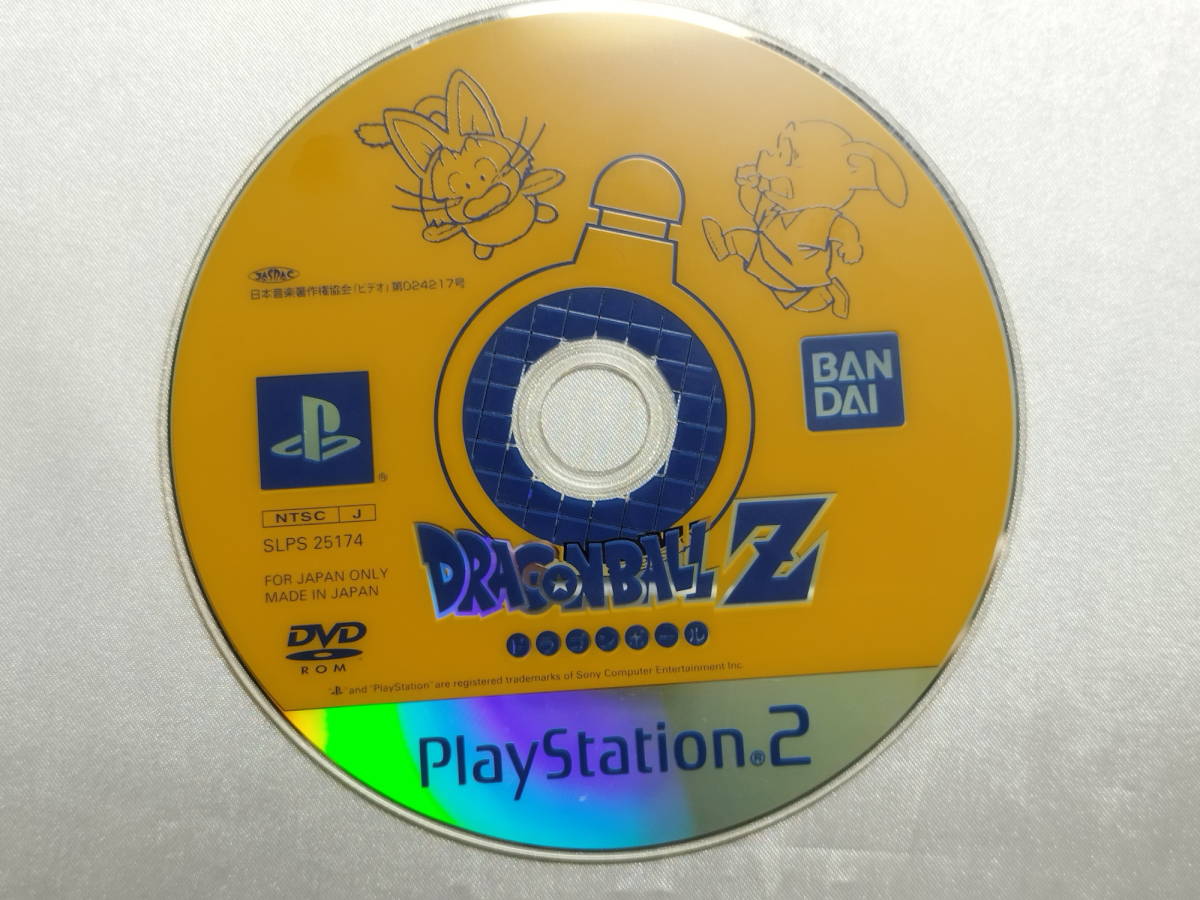 JASRAC
日本音楽著作権協会「ビデオ」第024217号
BAN
DAI
®
NTSC J
SLPS 25174
FOR JAPAN ONLY
MADE IN JAPAN
DVD
ROM
DRAGONBALL Z
ドラゴンボール
" " and "PlayStation" are registered trademarks of Sony Computer Entertainment Inc.
PlayStation®2